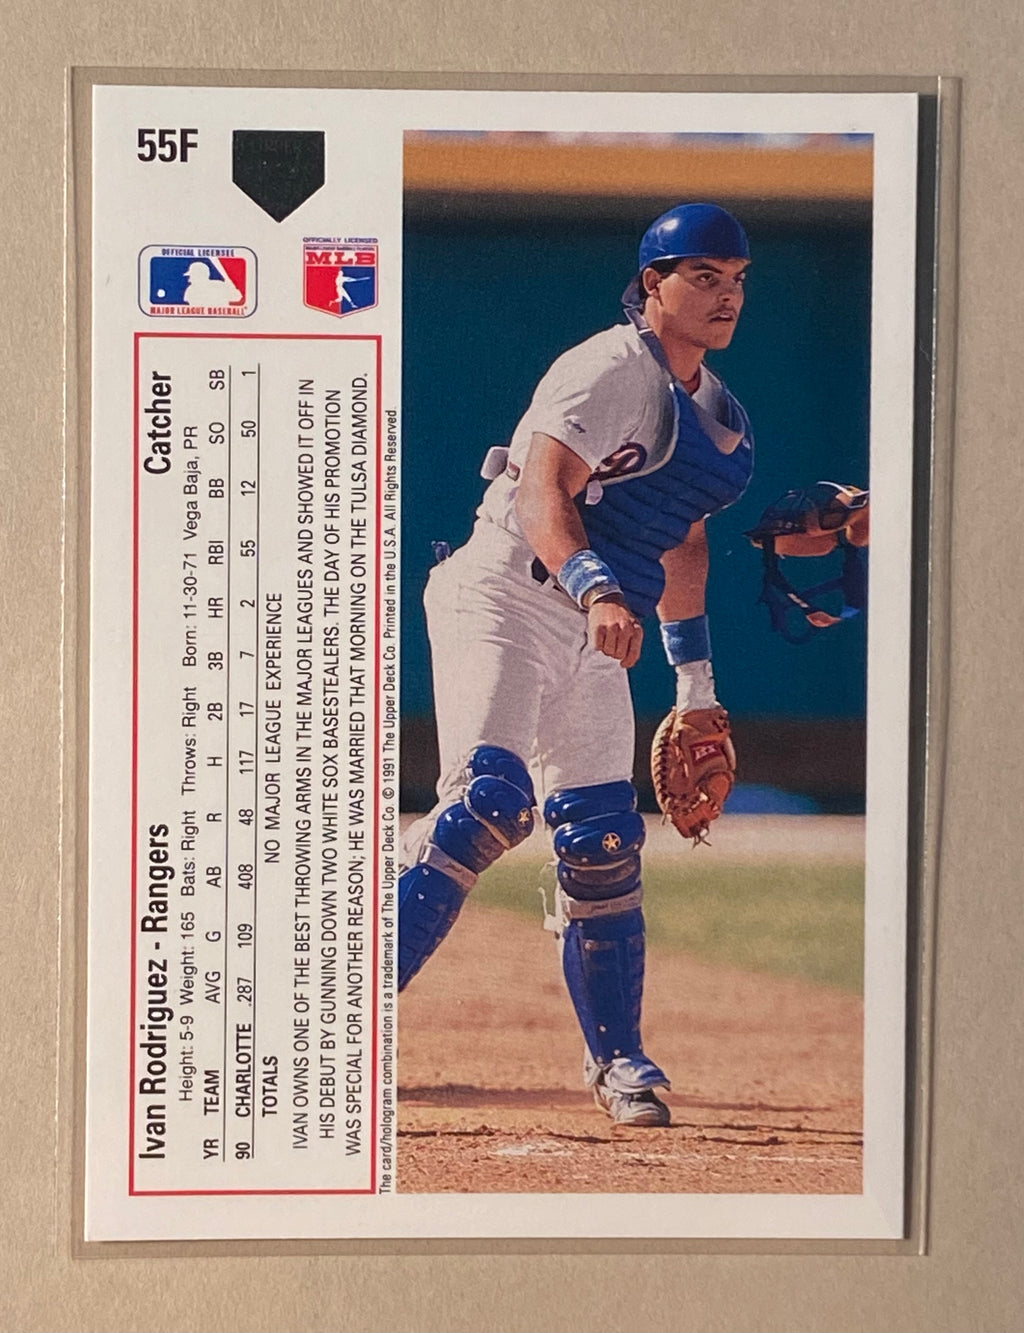 55F
OFFICIAL LICENSEE
MAJOR LEAGUE BASEBALL
OFFICIALLY LICENSED
MLB
Ivan Rodriguez - Rangers Catcher
Height: 5-9 Weight: 165 Bats: Right Throws: Right Born: 11-30-71 Vega Baja, PR
YR TEAM AVG G AB R H 2B 3B HR RBI BB SO SB
90 CHARLOTTE .287 109 408 48 117 17 7 2 55 12 50 1
TOTALS NO MAJOR LEAGUE EXPERIENCE
IVAN OWNS ONE OF THE BEST THROWING ARMS IN THE MAJOR LEAGUES AND SHOWED IT OFF IN
HIS DEBUT BY GUNNING DOWN TWO WHITE SOX BASESTEALERS. THE DAY OF HIS PROMOTION
WAS SPECIAL FOR ANOTHER REASON; HE WAS MARRIED THAT MORNING ON THE TULSA DIAMOND.
The card/hologram combination is a trademark of The Upper Deck Co. © 1991 The Upper Deck Co. Printed in the U.S.A. All Rights Reserved.